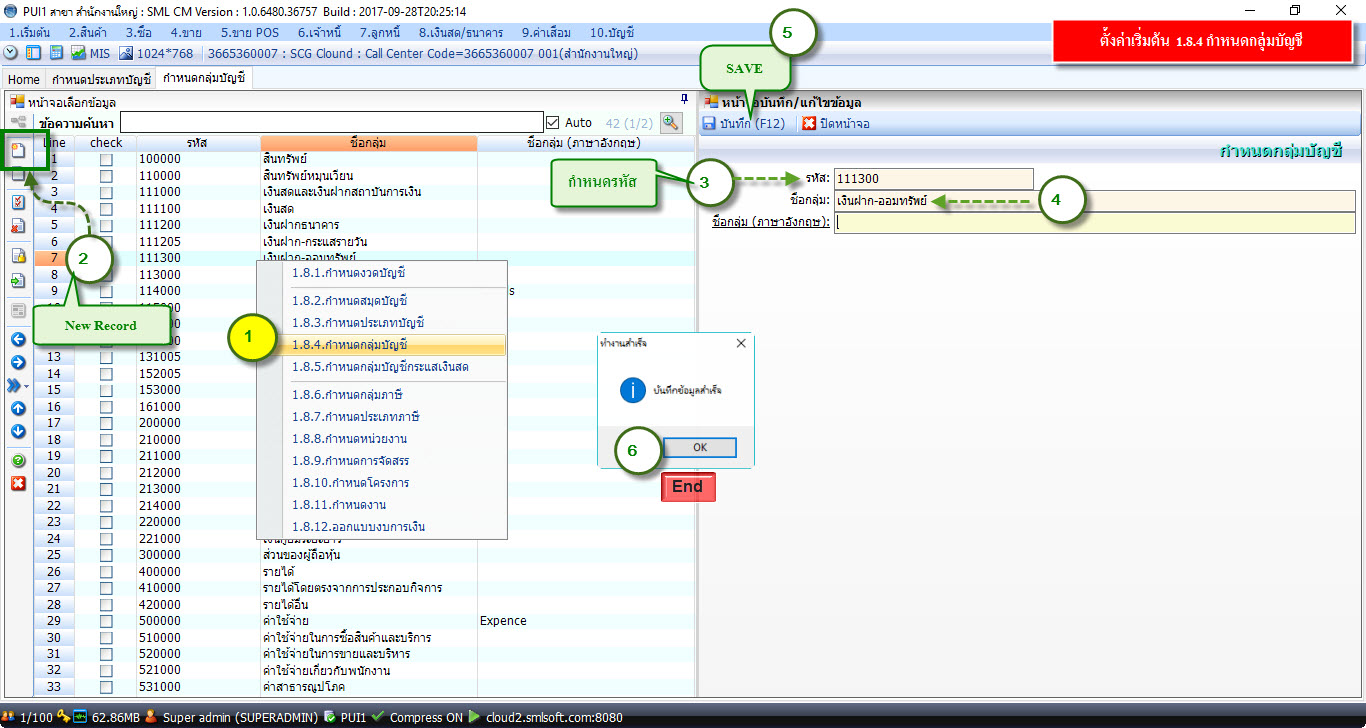 PUI1 สาขา สำนักงานใหญ่ : SML CM Version : 1.0.6480.36757 Build : 2017-09-28T20:25:14
1.เริ่มต้น 2.สินค้า 3.ซื้อ 4.ขาย 5.ขาย POS 6.เจ้าหนี้ 7.ลูกหนี้ 8.เงินสด/ธนาคาร 9.ค่าเสื่อม 10.บัญชี
MIS 1024*768 3665360007 : SCG Clound : Call Center Code=3665360007 001(สำนักงานใหญ่)
ตั้งค่าเริ่มต้น 1.8.4 กำหนดกลุ่มบัญชี
5
SAVE
Home กำหนดประเภทบัญชี กำหนดกลุ่มบัญชี
หน้าจอเลือกข้อมูล
ข้อความค้นหา Auto 42 (1/2)
Line check รหัส ชื่อกลุ่ม ชื่อกลุ่ม (ภาษาอังกฤษ)
1 100000 สินทรัพย์
2 110000 สินทรัพย์หมุนเวียน
3 111000 เงินสดและเงินฝากสถาบันการเงิน
4 111100 เงินสด
5 111200 เงินฝากธนาคาร
6 111205 เงินฝาก-กระแสรายวัน
7 111300 เงินฝาก-ออมทรัพย์
8 113000
9 114000 s
13 131005
14 152005
15 153000
16 161000
17 200000
18 210000
19 211000
20 212000
21 213000
22 214000
23 220000
24 221000
25 300000 ส่วนของผู้ถือหุ้น
26 400000 รายได้
27 410000 รายได้โดยตรงจากการประกอบกิจการ
28 420000 รายได้อื่น
29 500000 ค่าใช้จ่าย Expence
30 510000 ค่าใช้จ่ายในการซื้อสินค้าและบริการ
31 520000 ค่าใช้จ่ายในการขายและบริหาร
32 521000 ค่าใช้จ่ายเกี่ยวกับพนักงาน
33 531000 ค่าสาธารณูปโภค
2
New Record
1
1.8.1.กำหนดงวดบัญชี
1.8.2.กำหนดสมุดบัญชี
1.8.3.กำหนดประเภทบัญชี
1.8.4.กำหนดกลุ่มบัญชี
1.8.5.กำหนดกลุ่มบัญชีกระแสเงินสด
1.8.6.กำหนดกลุ่มภาษี
1.8.7.กำหนดประเภทภาษี
1.8.8.กำหนดหน่วยงาน
1.8.9.กำหนดการจัดสรร
1.8.10.กำหนดโครงการ
1.8.11.กำหนดงาน
1.8.12.ออกแบบงบการเงิน
บันทึก/แก้ไขข้อมูล
บันทึก (F12) ปิดหน้าจอ
กำหนดกลุ่มบัญชี
กำหนดรหัส
3
รหัส: 111300
ชื่อกลุ่ม: เงินฝาก-ออมทรัพย์
4
ชื่อกลุ่ม (ภาษาอังกฤษ):
ทำงานสำเร็จ
บันทึกข้อมูลสำเร็จ
6
OK
End
1/100 62.86MB Super admin (SUPERADMIN) PUI1 Compress ON cloud2.smlsoft.com:8080